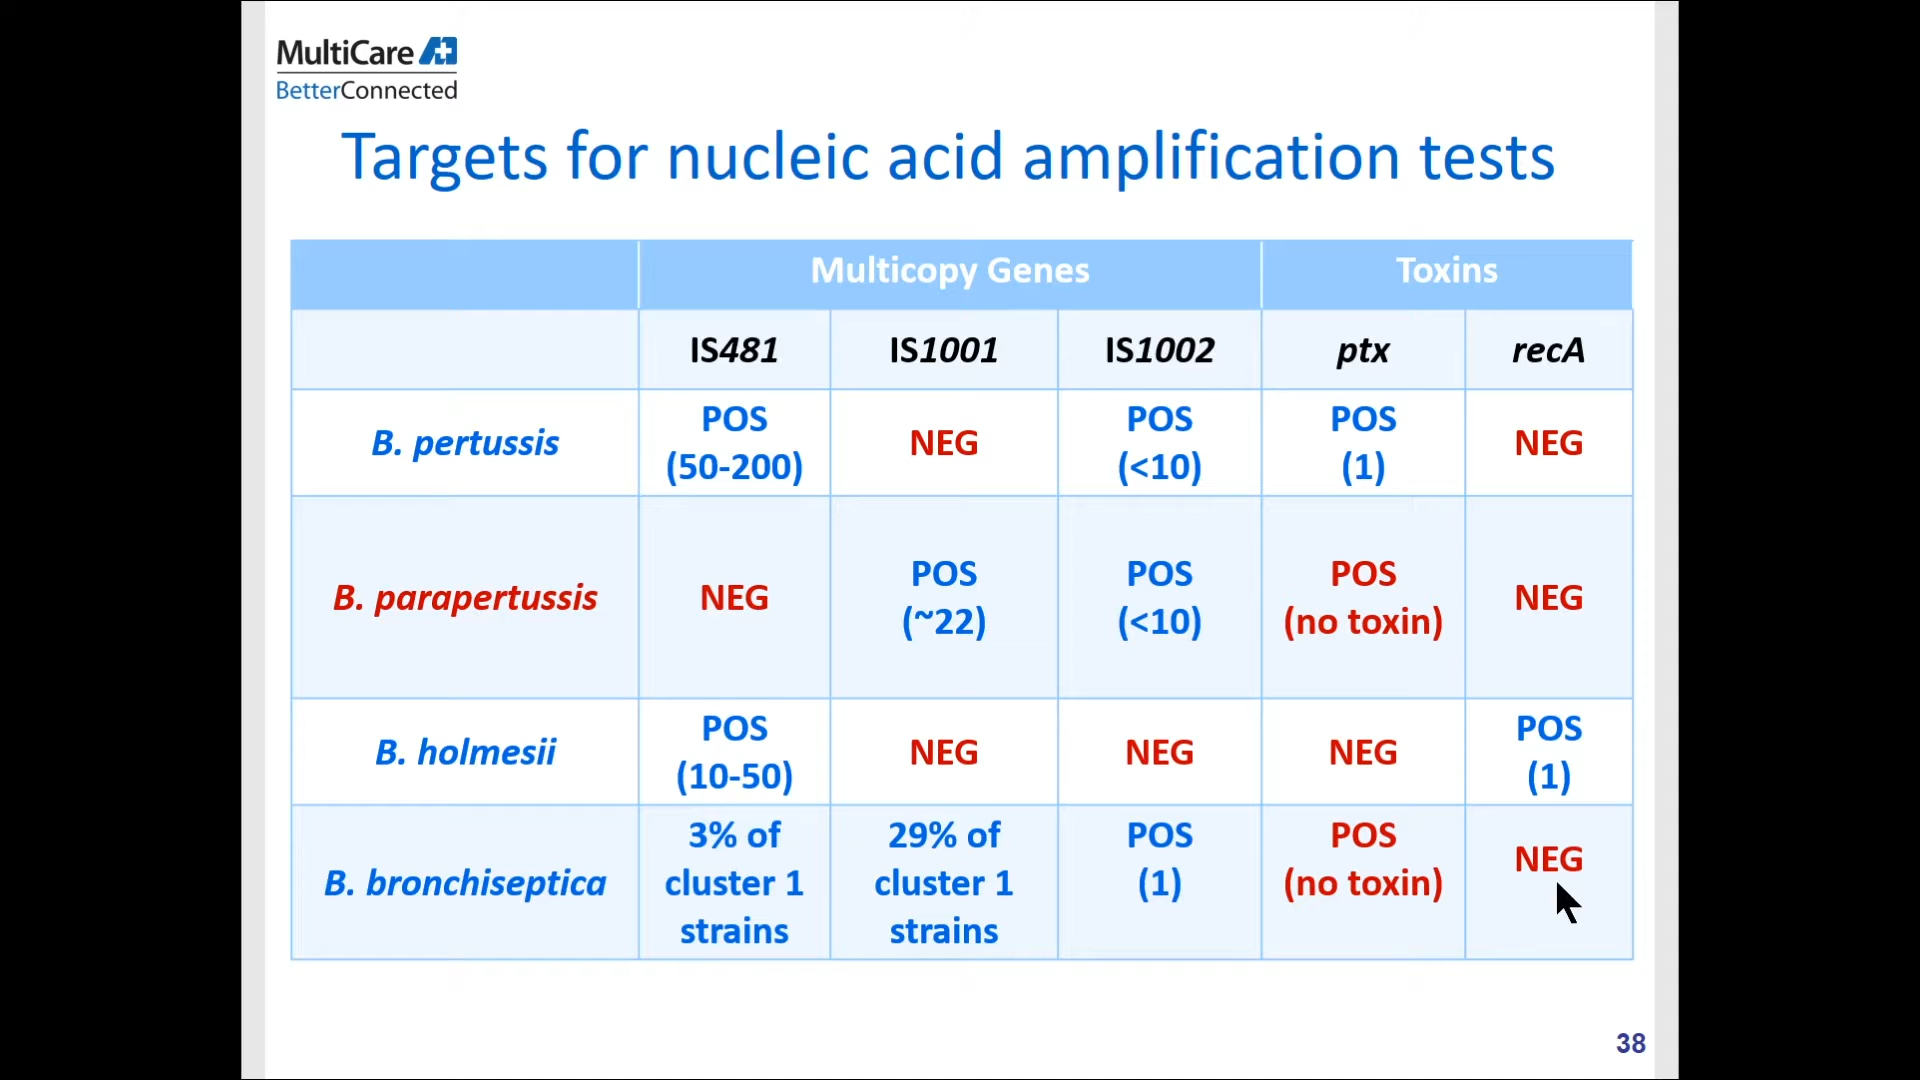 MultiCare
BetterConnected
Targets for nucleic acid amplification tests
Multicopy Genes Toxins
IS481 IS1001 IS1002 ptx recA
B. pertussis POS (50-200) NEG POS (<10) POS (1) NEG
B. parapertussis NEG POS (~22) POS (<10) POS (no toxin) NEG
B. holmesii POS (10-50) NEG NEG NEG POS (1)
B. bronchiseptica 3% of cluster 1 strains 29% of cluster 1 strains POS (1) POS (no toxin) NEG
38